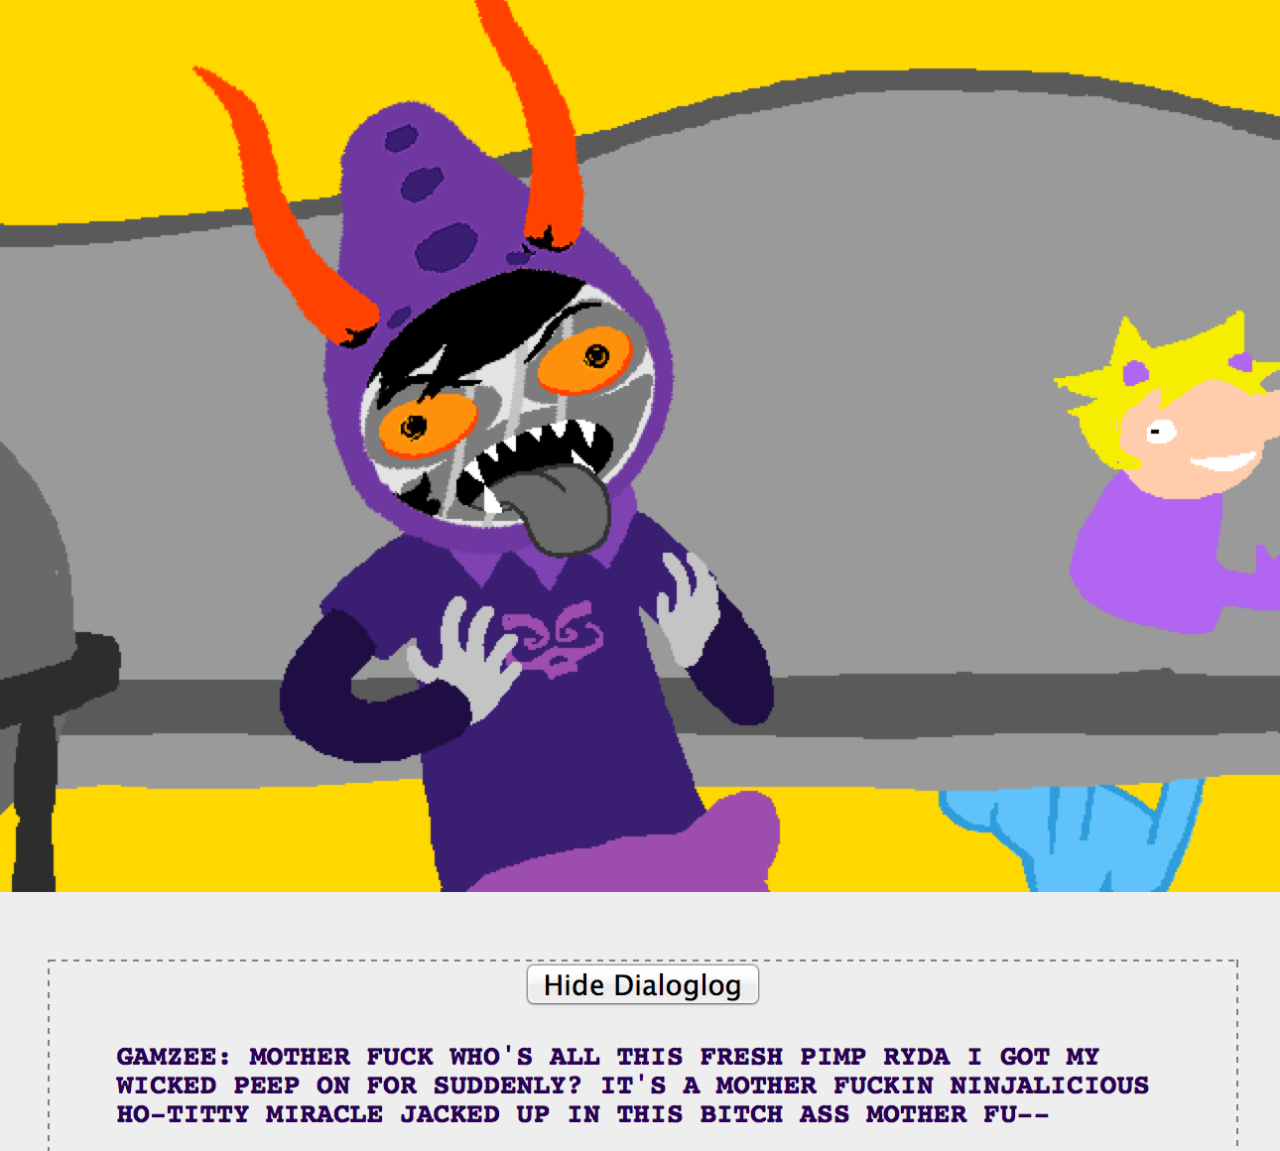 Hide Dialoglog
GAMZEE: MOTHER FUCK WHO'S ALL THIS FRESH PIMP RYDA I GOT MY
WICKED PEEP ON FOR SUDDENLY? IT'S A MOTHER FUCKIN NINJALICIOUS
HO-TITTY MIRACLE JACKED UP IN THIS BITCH ASS MOTHER FU--